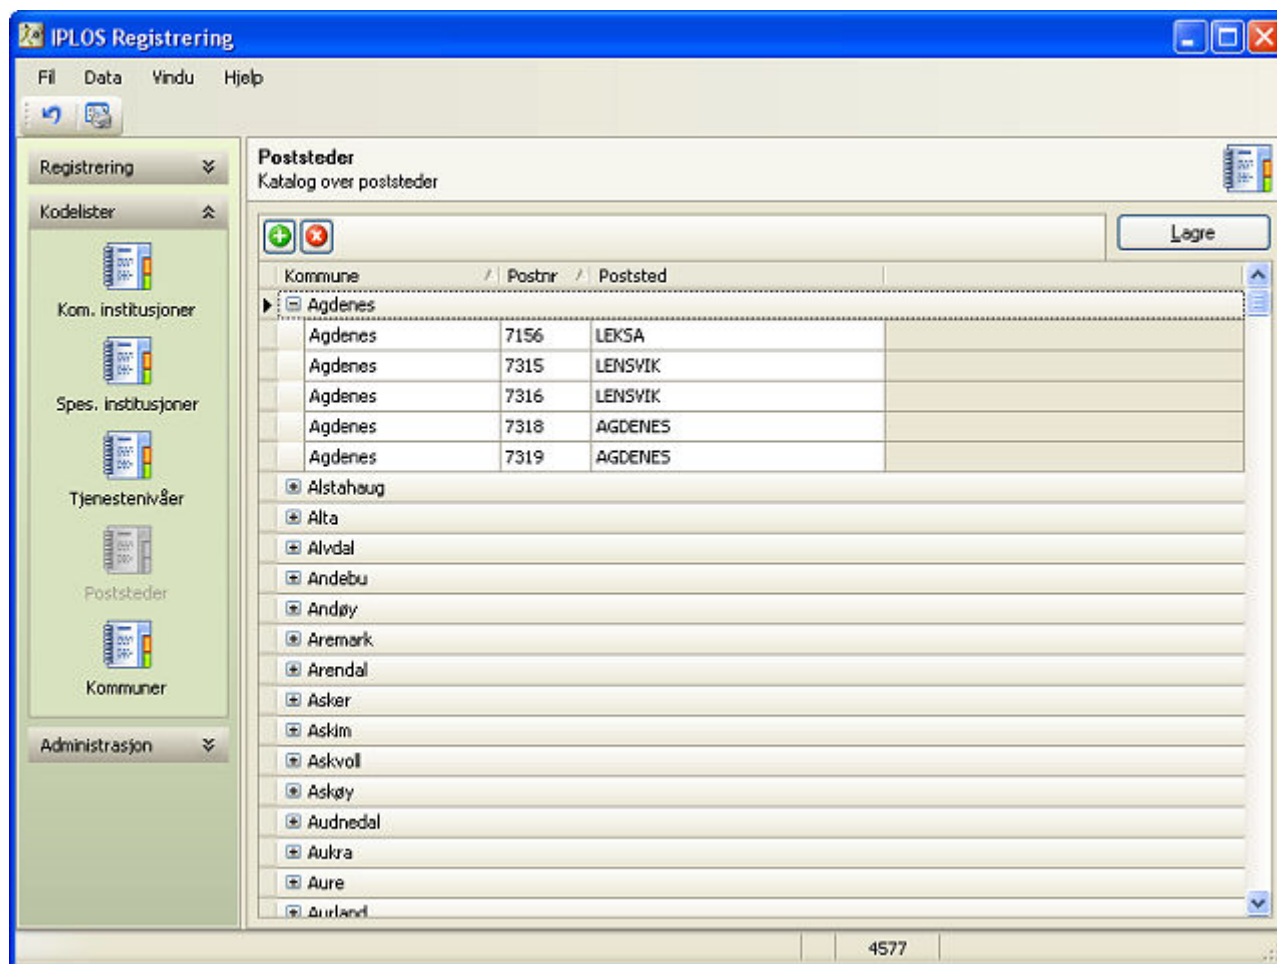 IPLOS Registrering
Fil Data Vindu Hjelp
Registrering
Kodelister
Kom. institusjoner
Spes. institusjoner
Tjenestenivåer
Poststeder
Kommuner
Administrasjon
Poststeder
Katalog over poststeder
Lagre
Kommune Postnr Poststed
Agdenes
Agdenes 7156 LEKSA
Agdenes 7315 LENSVIK
Agdenes 7316 LENSVIK
Agdenes 7318 AGDENES
Agdenes 7319 AGDENES
Alstahaug
Alta
Alvdal
Andebu
Andøy
Aremark
Arendal
Asker
Askim
Askvoll
Askøy
Audnedal
Aukra
Aure
Aurland
4577